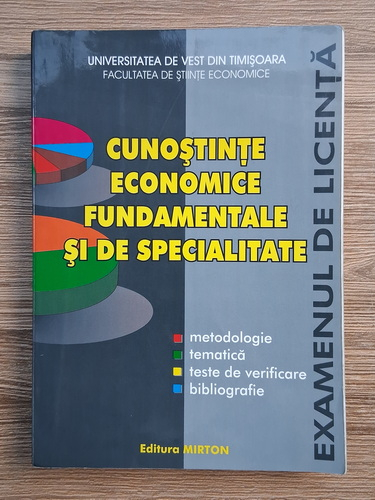 UNIVERSITATEA DE VEST DIN TIMIŞOARA
FACULTATEA DE ŞTIINŢE ECONOMICE
CUNOŞTINŢE
ECONOMICE
FUNDAMENTALE
ŞI DE SPECIALITATE
EXAMENUL DE LICENŢĂ
metodologie
tematică
teste de verificare
bibliografie
Editura MIRTON